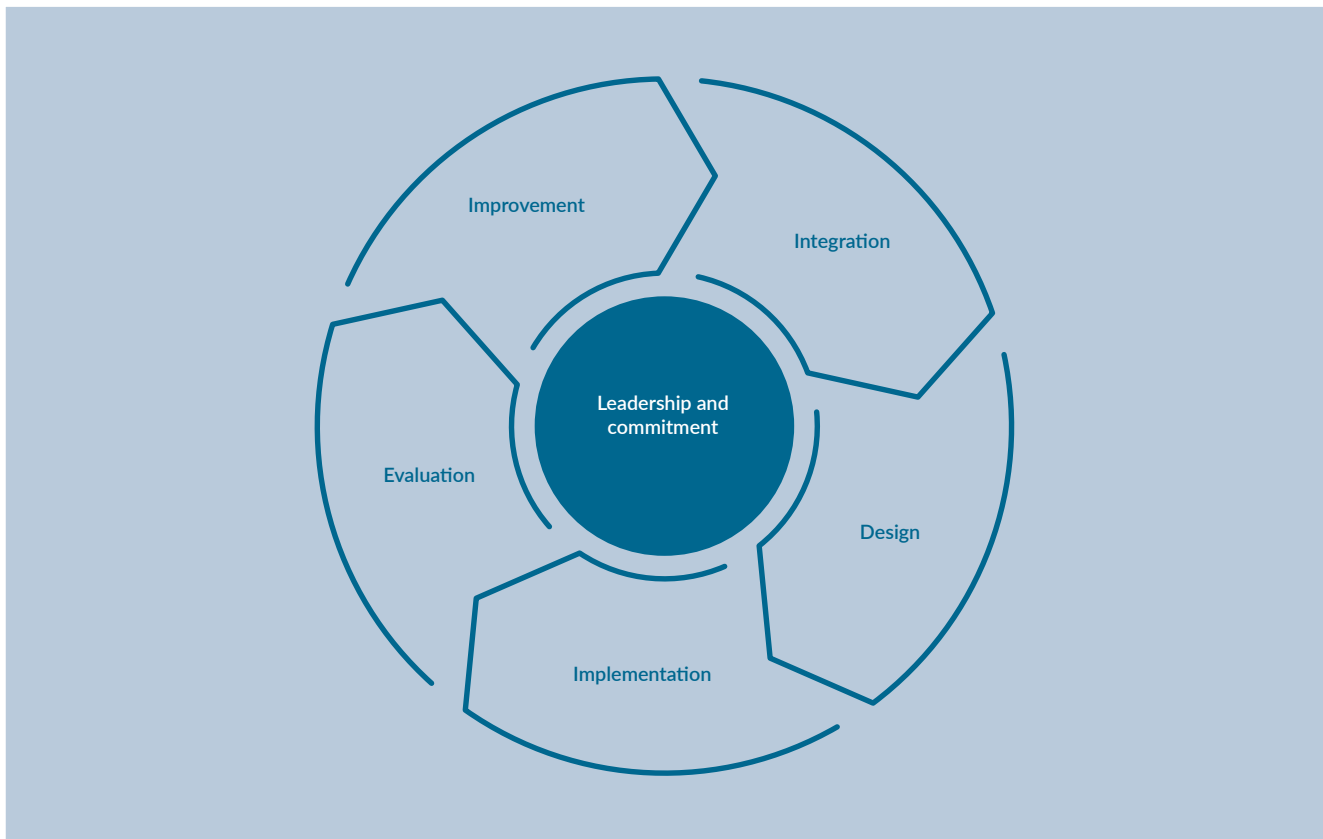 Improvement
Integration
Leadership and
commitment
Evaluation
Design
Implementation